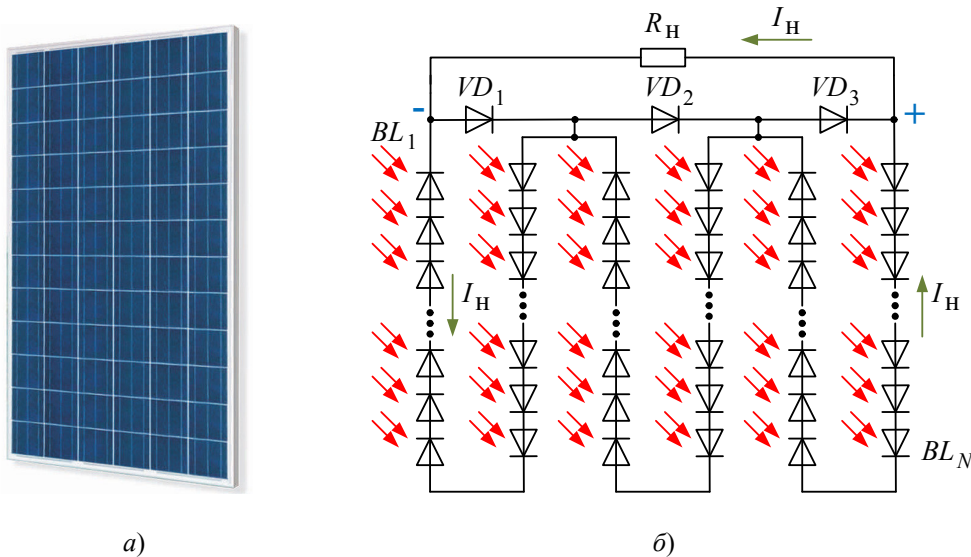 R_Н I_Н
VD_1 VD_2 VD_3
- +
BL_1
I_Н I_Н
BL_N
а) б)